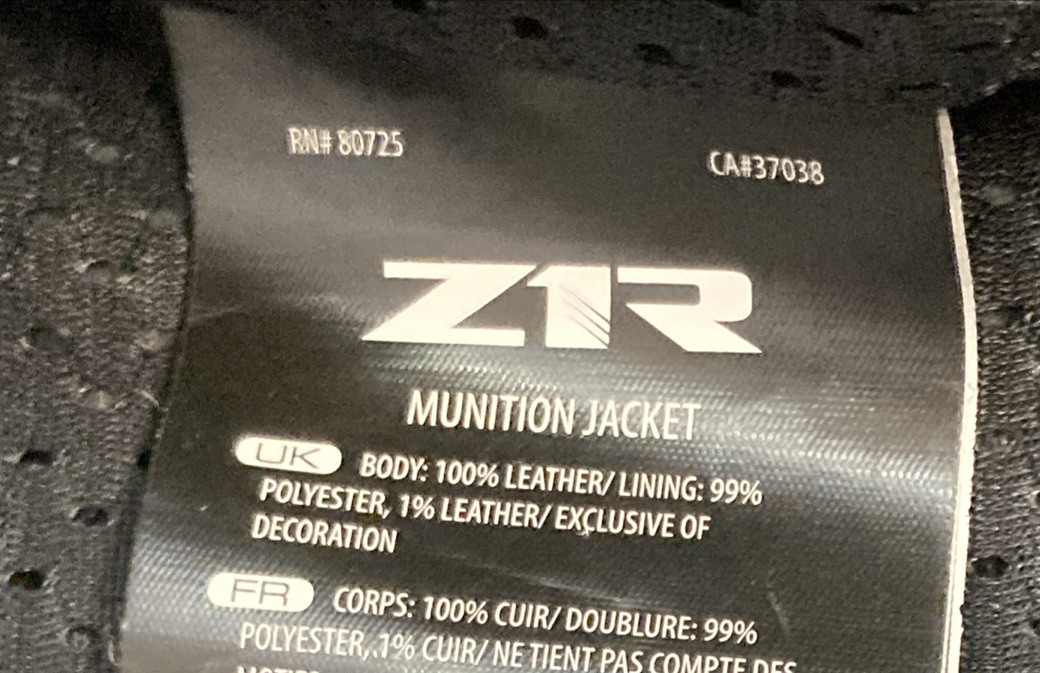 RN# 80725
CA#37038
Z1R
MUNITION JACKET
UK BODY: 100% LEATHER/ LINING: 99%
POLYESTER, 1% LEATHER/ EXCLUSIVE OF
DECORATION
FR CORPS: 100% CUIR/ DOUBLURE: 99%
POLYESTER, 1% CUIR/ NE TIENT PAS COMPTE DES